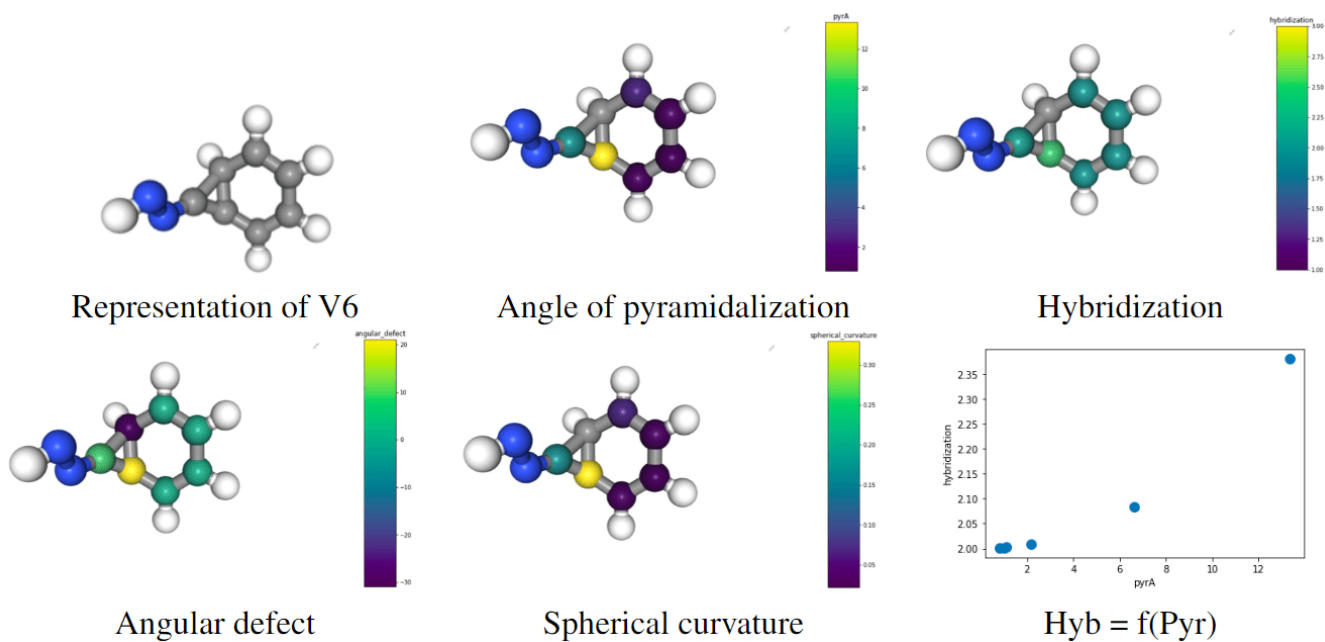 pyrA
12
10
8
6
4
2
hybridization
3.00
2.75
2.50
2.25
2.00
1.75
1.50
1.25
1.00
Representation of V6
Angle of pyramidalization
Hybridization
angular_defect
20
10
0
−10
−20
−30
spherical_curvature
0.30
0.25
0.20
0.15
0.10
0.05
hybridization
2.35
2.30
2.25
2.20
2.15
2.10
2.05
2.00
2 4 6 8 10 12
pyrA
Angular defect
Spherical curvature
Hyb = f(Pyr)